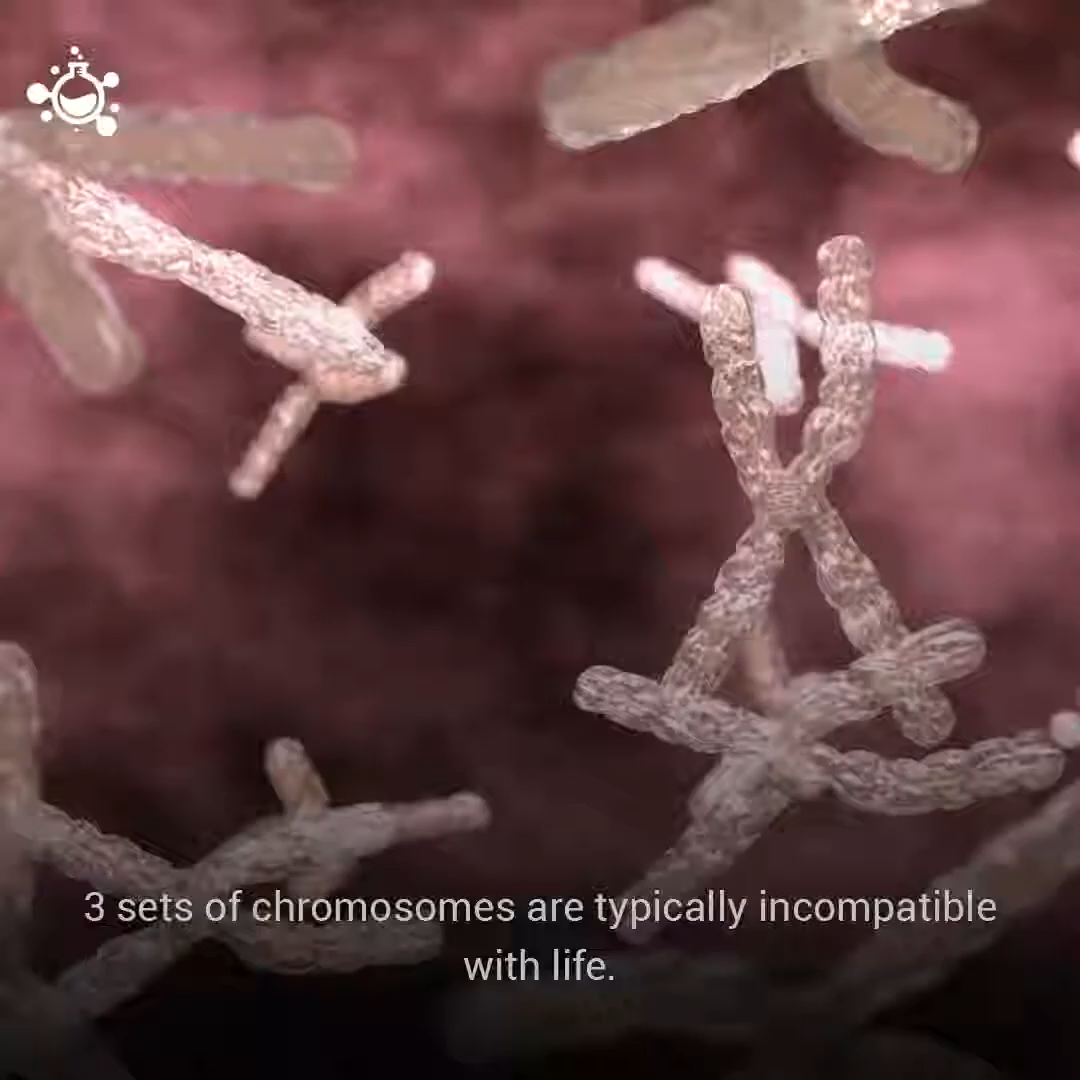 3 sets of chromosomes are typically incompatible
with life.